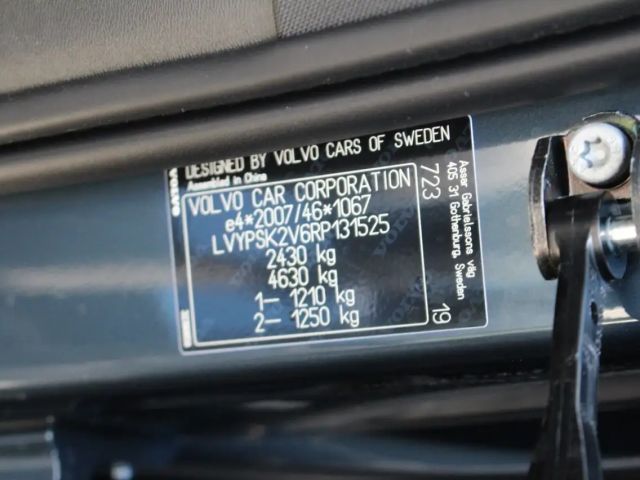 DESIGNED BY VOLVO CARS OF SWEDEN
Assembled in China
VOLVO
VOLVO CAR CORPORATION
e4*2007/46*1067
LVYPSK2V6RP131525
2430 kg
4630 kg
1— 1210 kg
2— 1250 kg
723
19
Assar Gabrielssons väg
405 31 Gothenburg, Sweden